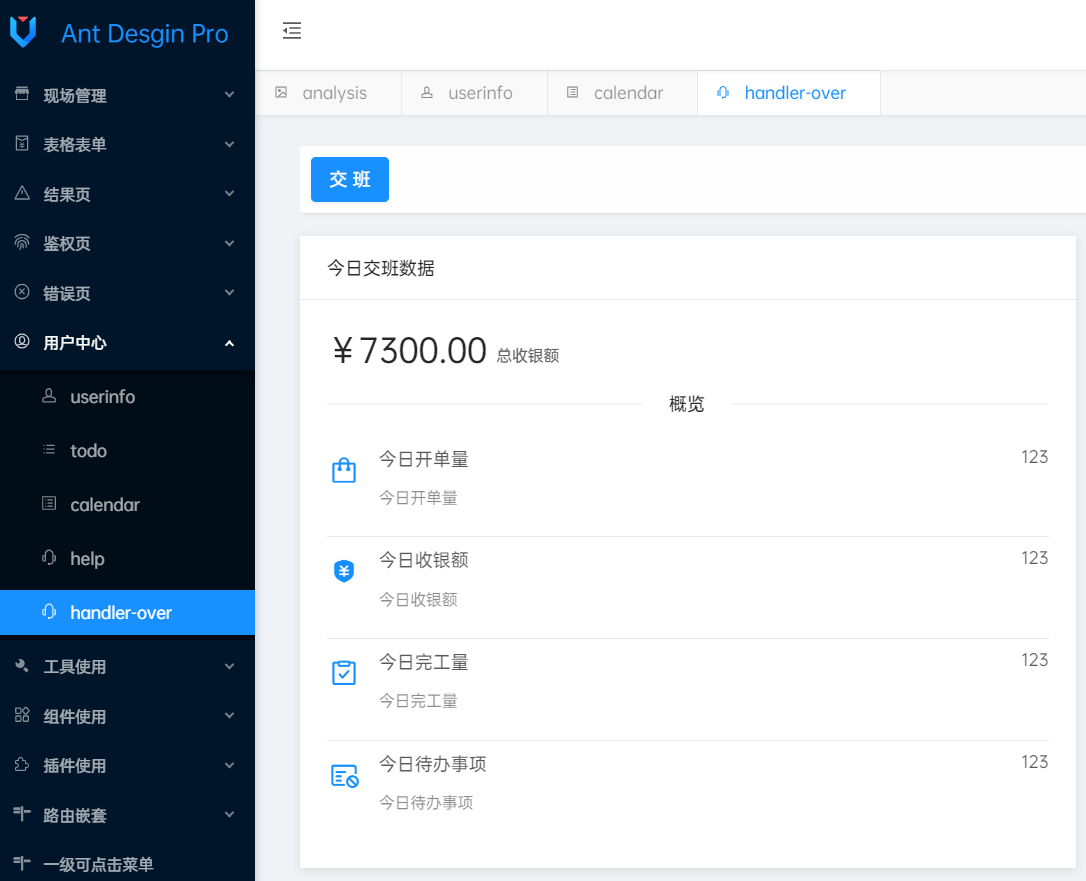 Ant Desgin Pro
现场管理
表格表单
结果页
鉴权页
错误页
用户中心
userinfo
todo
calendar
help
handler-over
工具使用
组件使用
插件使用
路由嵌套
一级可点击菜单
analysis userinfo calendar handler-over
交 班
今日交班数据
¥ 7300.00 总收银额
概览
今日开单量 123
今日开单量
今日收银额 123
今日收银额
今日完工量 123
今日完工量
今日待办事项 123
今日待办事项